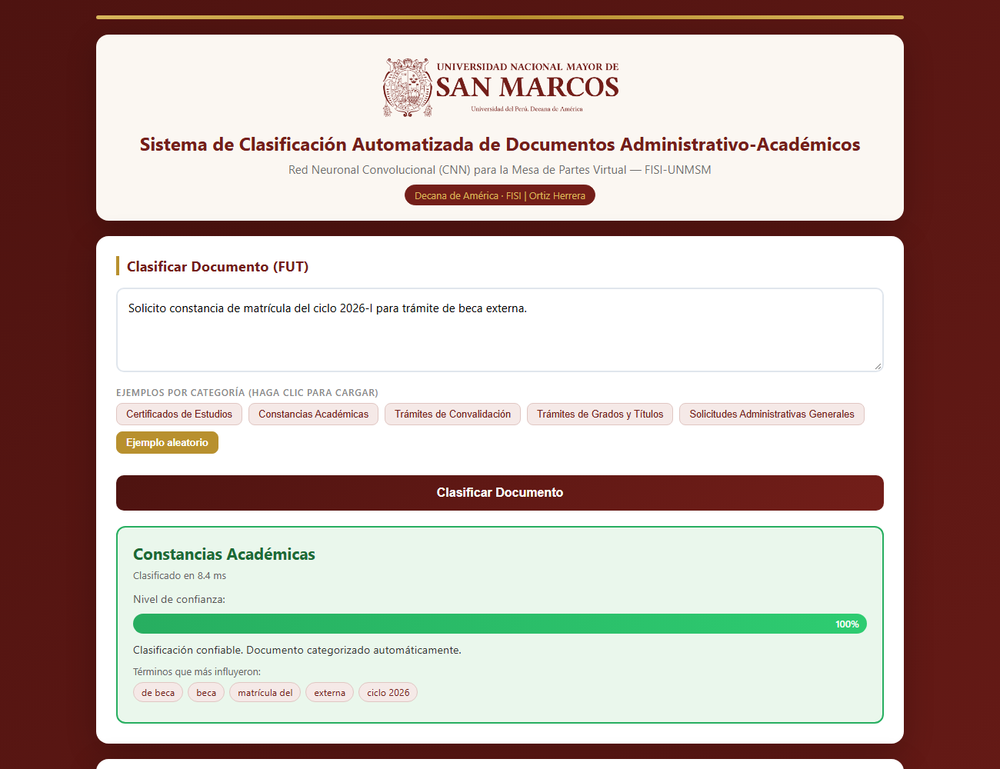 UNIVERSIDAD NACIONAL MAYOR DE
SAN MARCOS
Universidad del Perú. Decana de América
Sistema de Clasificación Automatizada de Documentos Administrativo-Académicos
Red Neuronal Convolucional (CNN) para la Mesa de Partes Virtual — FISI-UNMSM
Decana de América · FISI | Ortiz Herrera
Clasificar Documento (FUT)
Solicito constancia de matrícula del ciclo 2026-I para trámite de beca externa.
EJEMPLOS POR CATEGORÍA (HAGA CLIC PARA CARGAR)
Certificados de Estudios Constancias Académicas Trámites de Convalidación Trámites de Grados y Títulos Solicitudes Administrativas Generales
Ejemplo aleatorio
Clasificar Documento
Constancias Académicas
Clasificado en 8.4 ms
Nivel de confianza:
100%
Clasificación confiable. Documento categorizado automáticamente.
Términos que más influyeron:
de beca beca matrícula del externa ciclo 2026